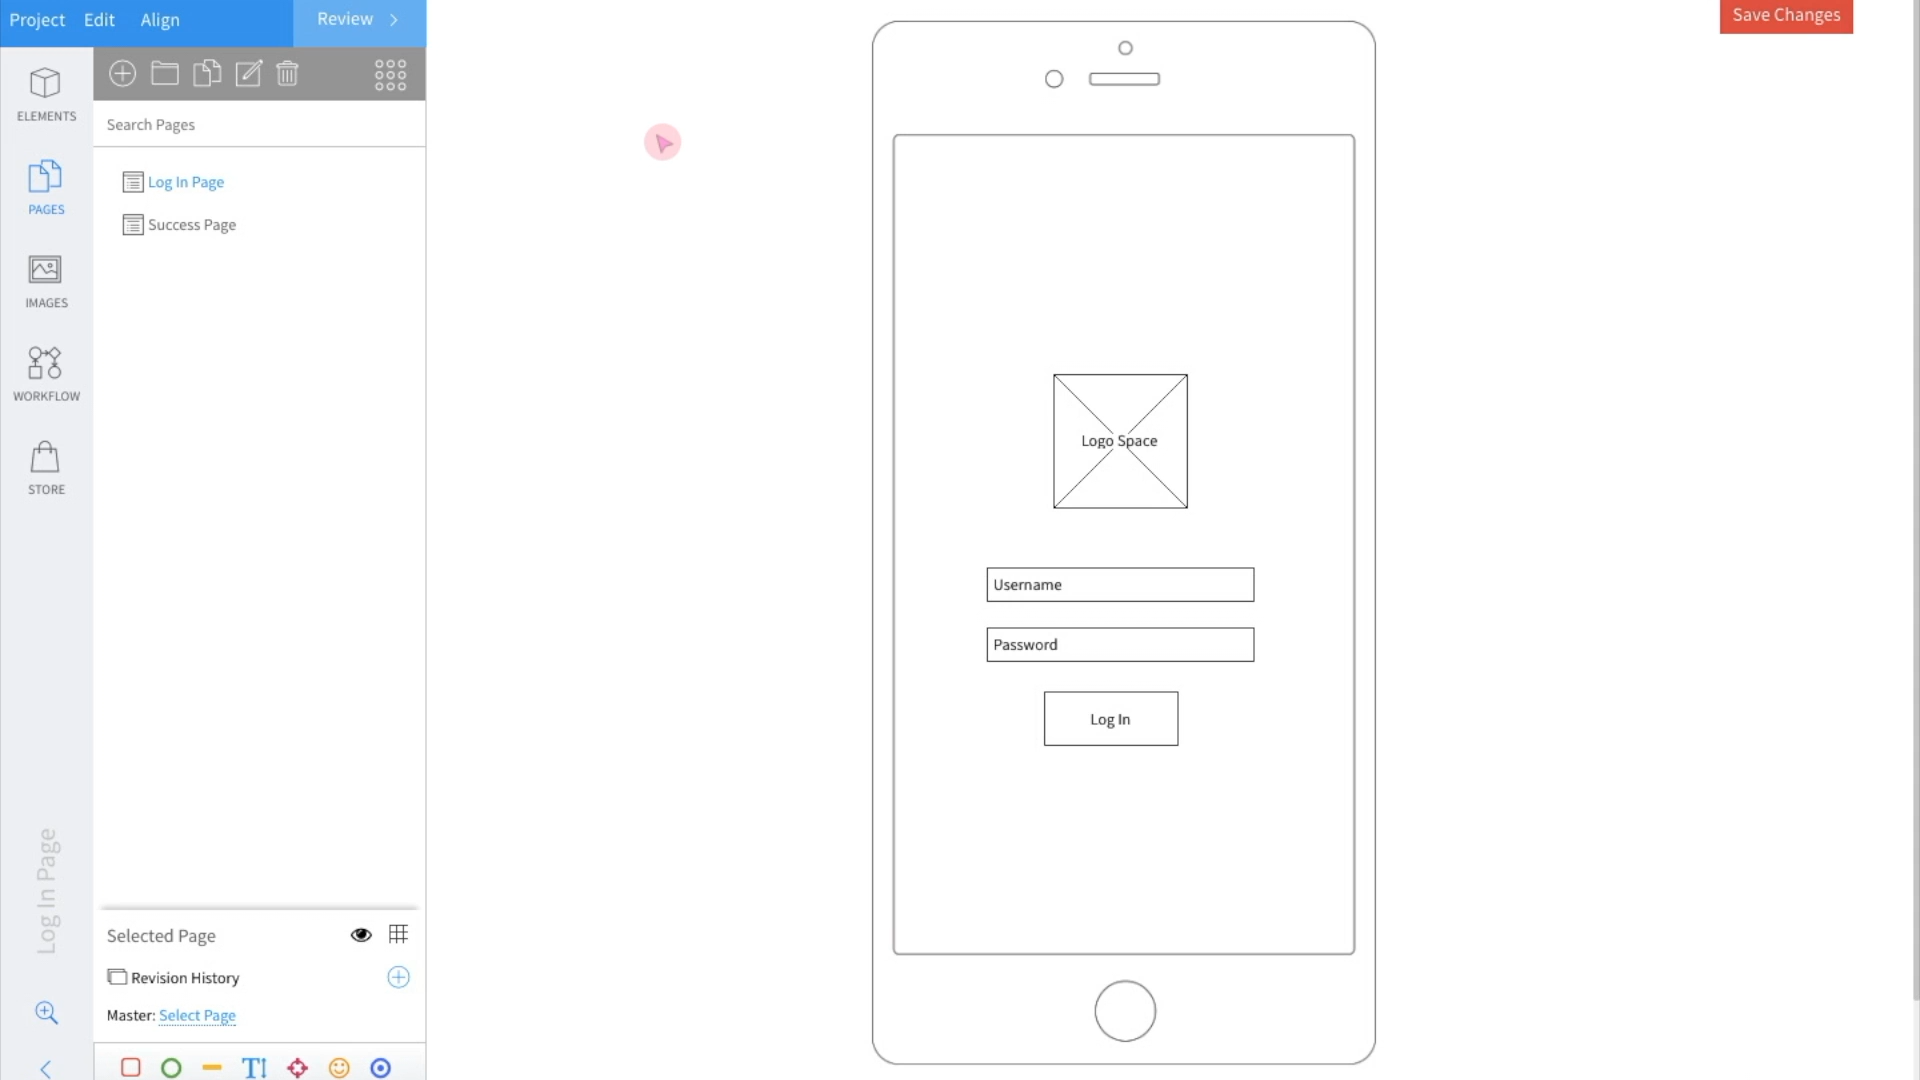 Project Edit Align Review
Save Changes
ELEMENTS
PAGES
IMAGES
WORKFLOW
STORE
Log In Page
Search Pages
Log In Page
Success Page
Selected Page
Revision History
Master: Select Page
Logo Space
Username
Password
Log In